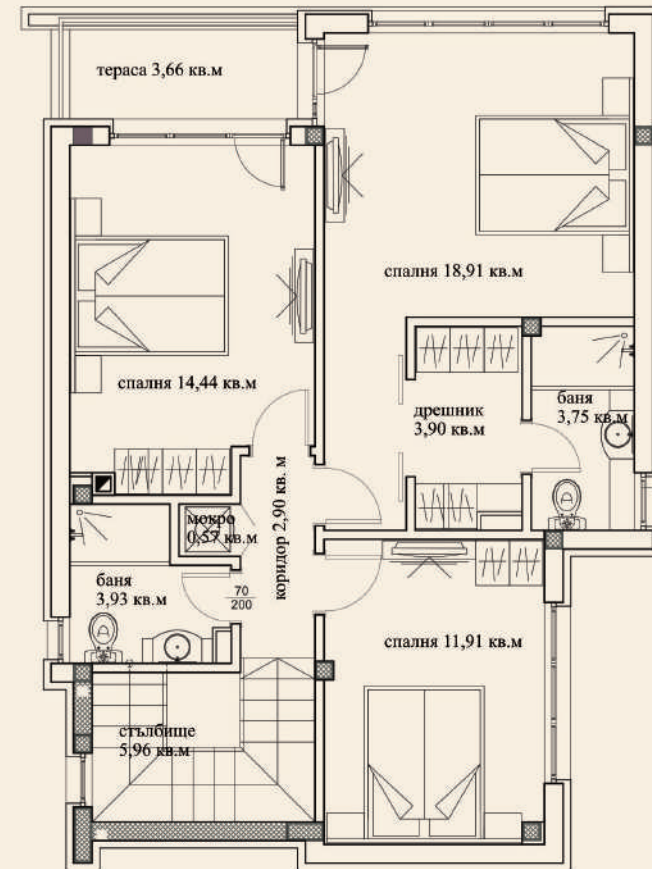 тераса 3,66 кв.м
спалня 18,91 кв.м
спалня 14,44 кв.м
дрешник
3,90 кв.м
баня
3,75 кв.м
коридор 2,90 кв. м
мокро
0,57 кв.м
баня
3,93 кв.м
70
200
спалня 11,91 кв.м
стълбище
5,96 кв.м